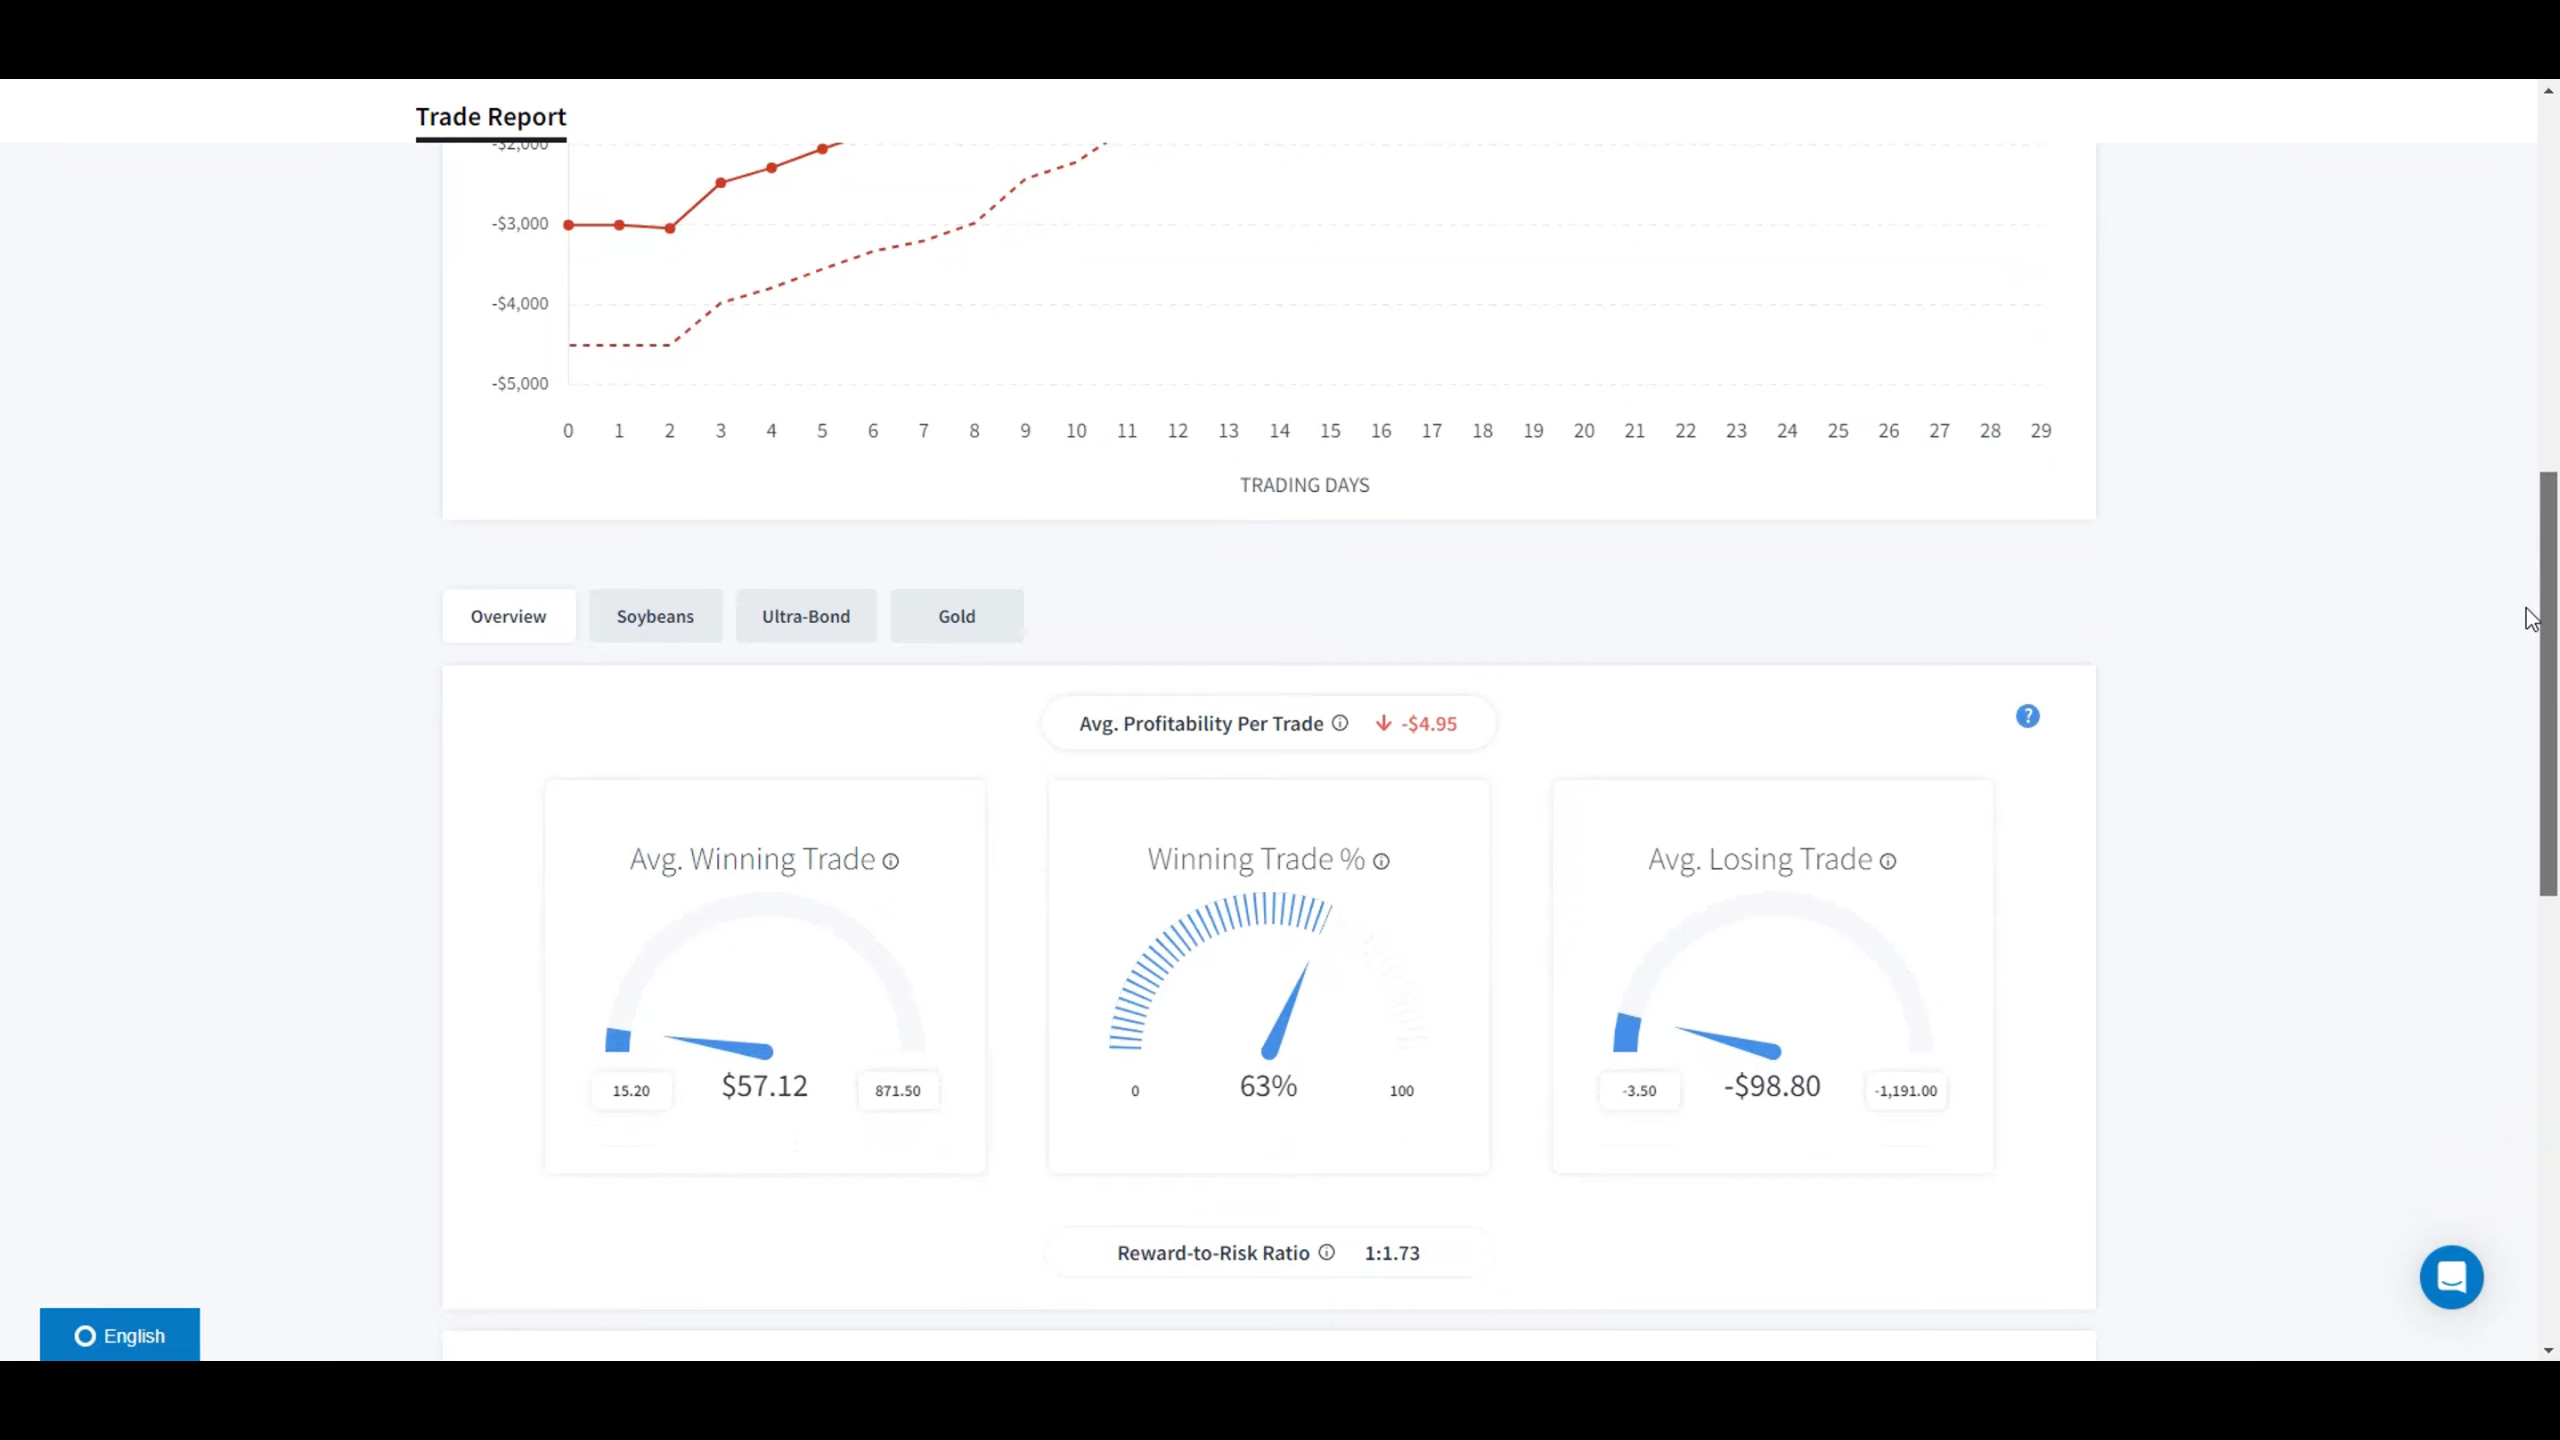 Trade Report
-$2,000
-$3,000
-$4,000
-$5,000
0 1 2 3 4 5 6 7 8 9 10 11 12 13 14 15 16 17 18 19 20 21 22 23 24 25 26 27 28 29
TRADING DAYS
Overview Soybeans Ultra-Bond Gold
Avg. Profitability Per Trade -$4.95
?
Avg. Winning Trade
15.20 $57.12 871.50
Winning Trade %
0 63% 100
Avg. Losing Trade
-3.50 -$98.80 -1,191.00
Reward-to-Risk Ratio 1:1.73
English